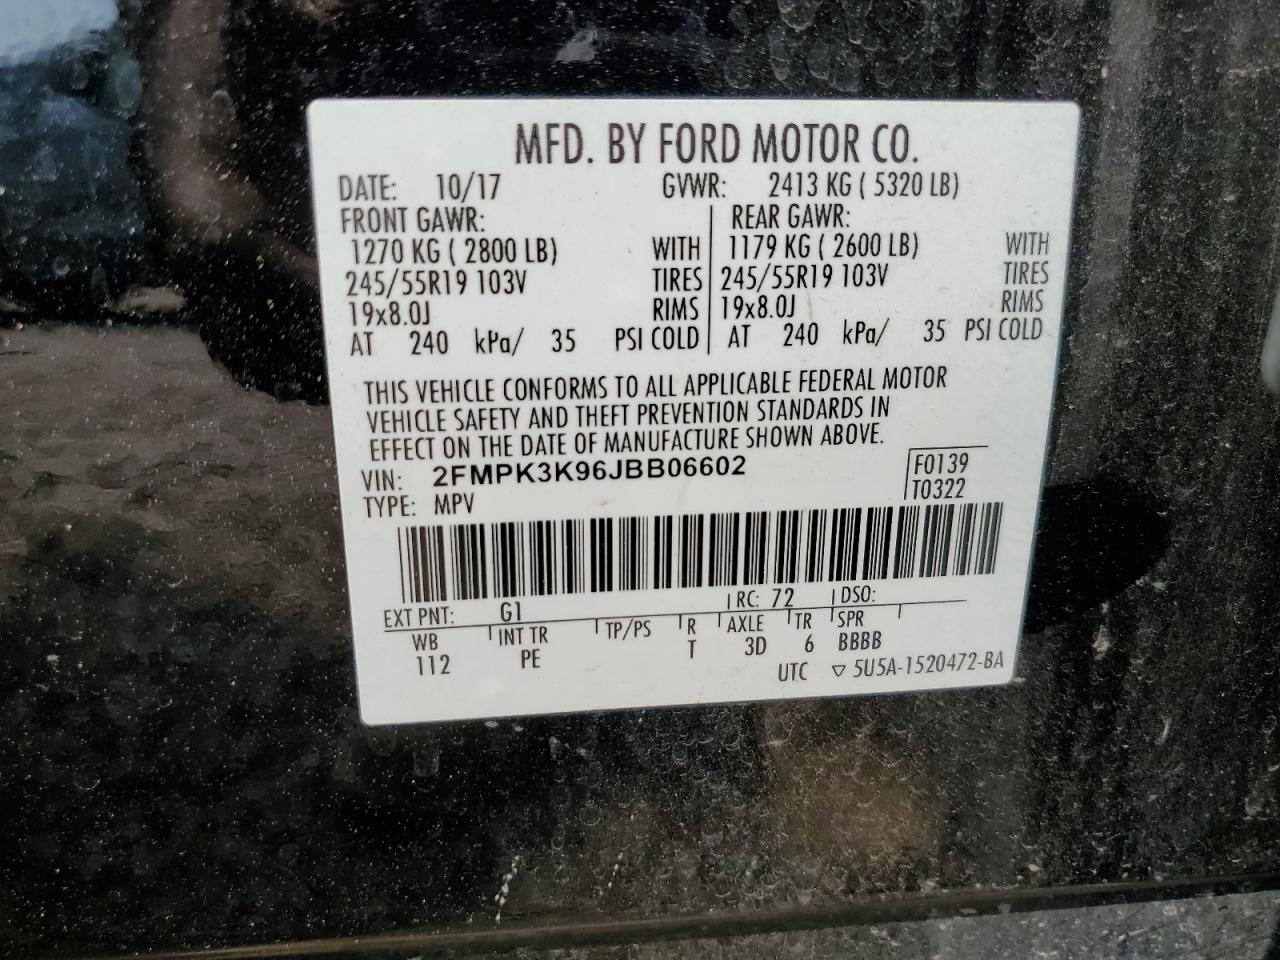 MFD. BY FORD MOTOR CO.
DATE: 10/17 GVWR: 2413 KG ( 5320 LB)
FRONT GAWR: REAR GAWR:
1270 KG ( 2800 LB) WITH 1179 KG ( 2600 LB) WITH
245/55R19 103V TIRES 245/55R19 103V TIRES
19x8.0J RIMS 19x8.0J RIMS
AT 240 kPa/ 35 PSI COLD AT 240 kPa/ 35 PSI COLD
THIS VEHICLE CONFORMS TO ALL APPLICABLE FEDERAL MOTOR
VEHICLE SAFETY AND THEFT PREVENTION STANDARDS IN
EFFECT ON THE DATE OF MANUFACTURE SHOWN ABOVE.
VIN: 2FMPK3K96JBB06602 F0139
TYPE: MPV T0322
EXT PNT: G1 RC: 72 DSO:
WB INT TR TP/PS R AXLE TR SPR
112 PE T 3D 6 BBBB
UTC ▽ 5U5A-1520472-BA